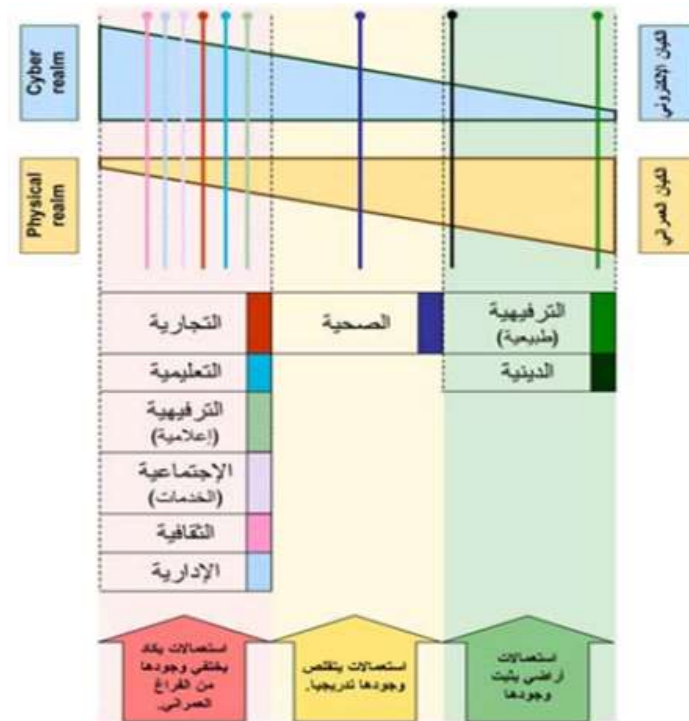 Cyber
realm
الكيان الإلكتروني
Physical
realm
الكيان العمراني
الترفيهية
(طبيعية)
الصحية
التجارية
الدينية
التعليمية
الترفيهية
(إعلامية)
الإجتماعية
(الخدمات)
الثقافية
الإدارية
استعمالات
أراضي يثبت
وجودها
استعمالات يتقلص
وجودها تدريجيا.
استعمالات يكاد
يختفي وجودها
من الفراغ
العمراني.